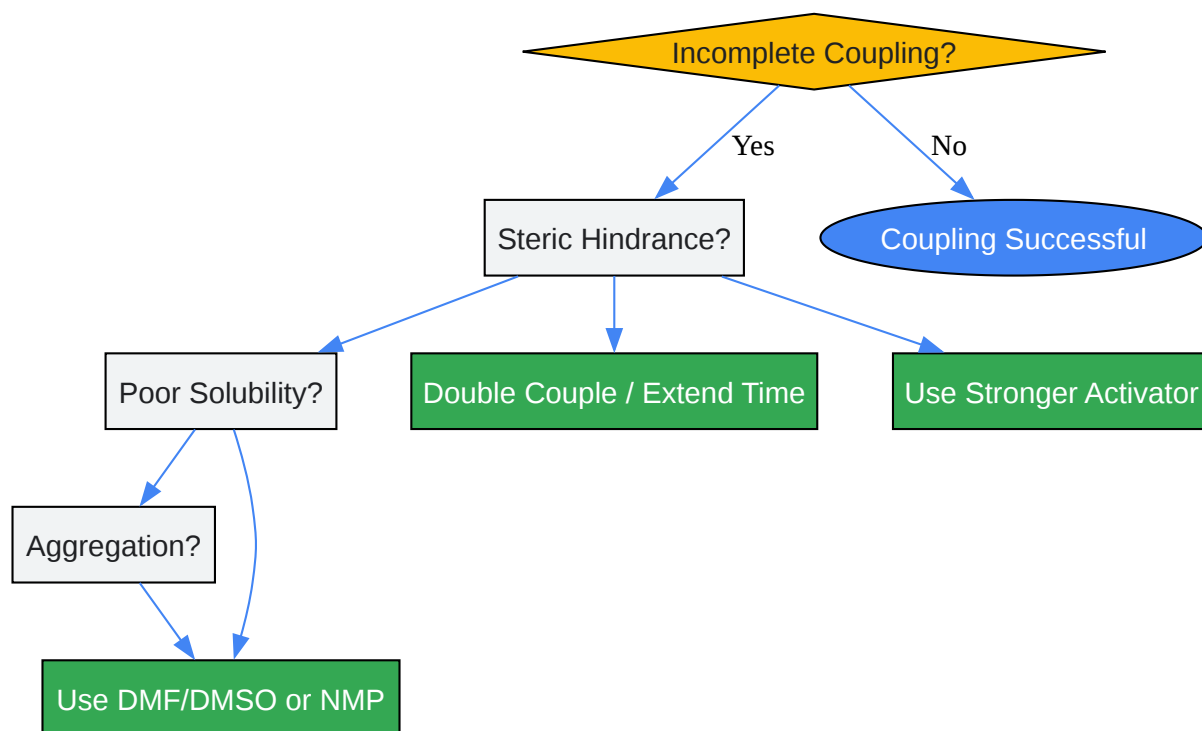 Incomplete Coupling?
Yes
No
Steric Hindrance?
Coupling Successful
Poor Solubility?
Double Couple / Extend Time
Use Stronger Activator
Aggregation?
Use DMF/DMSO or NMP